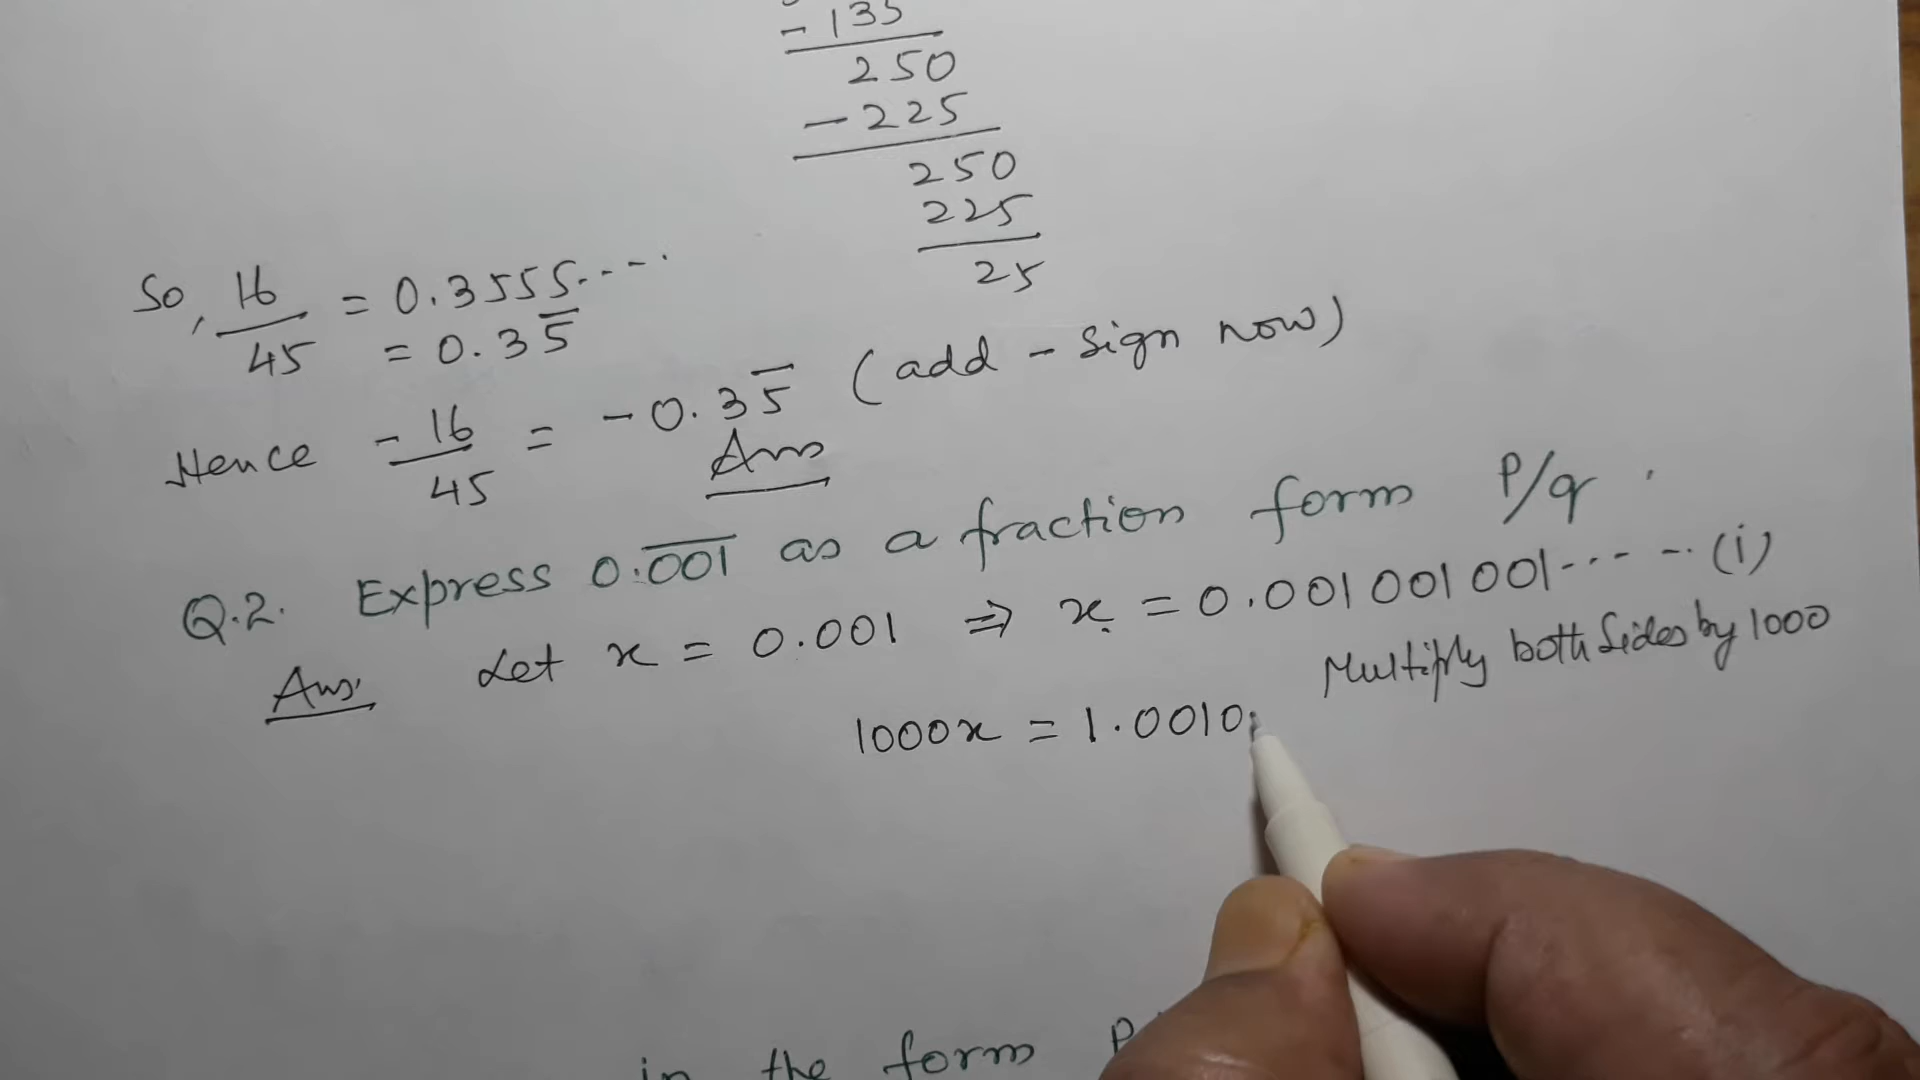 - 135
250
- 225
250
225
25
So, 16/45 = 0.3555.....
= 0.35̅
Hence -16/45 = -0.35̅ (add - sign now)
Ans
Q.2. Express 0.0̅0̅1̅ as a fraction form P/q.
Ans. Let x = 0.001 ⇒ x = 0.001001001..... (i)
Multiply both sides by 1000
1000x = 1.0010
in the form P